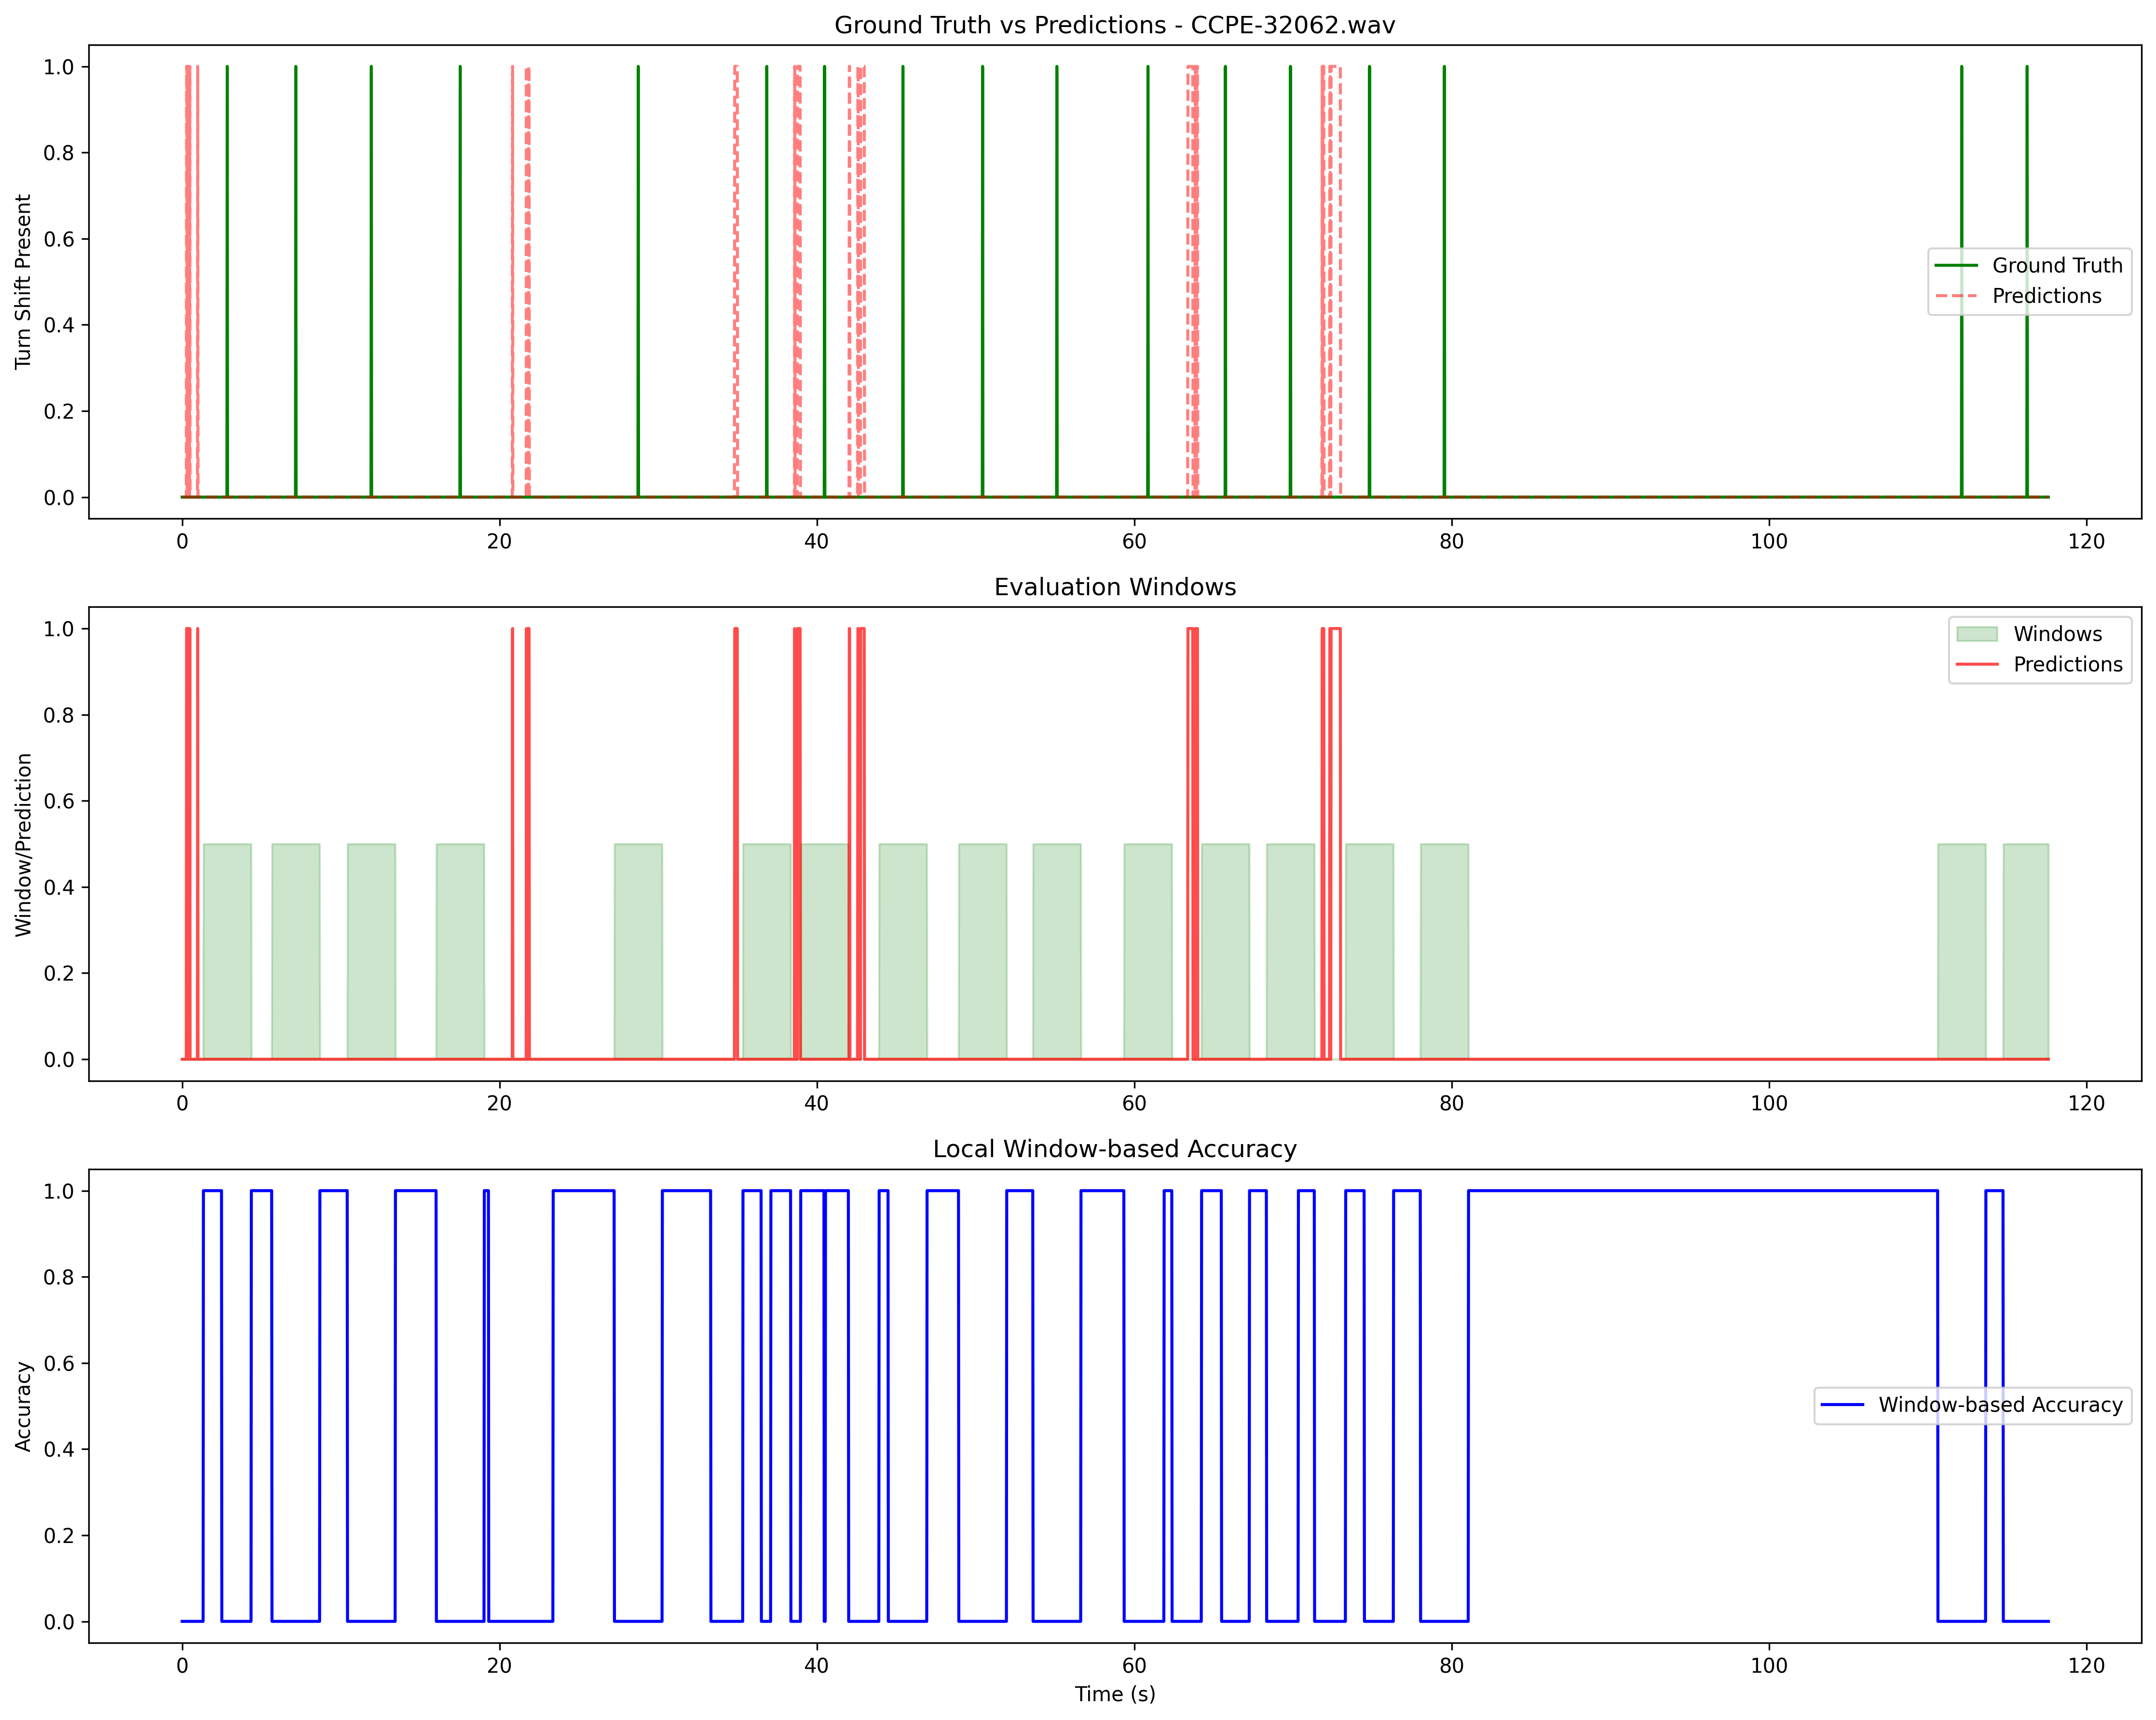 Ground Truth vs Predictions - CCPE-32062.wav
1.0
0.8
0.6
0.4
0.2
0.0
Turn Shift Present
Ground Truth
Predictions
0 20 40 60 80 100 120
Evaluation Windows
1.0
0.8
0.6
0.4
0.2
0.0
Window/Prediction
Windows
Predictions
0 20 40 60 80 100 120
Local Window-based Accuracy
1.0
0.8
0.6
0.4
0.2
0.0
Accuracy
Window-based Accuracy
0 20 40 60 80 100 120
Time (s)